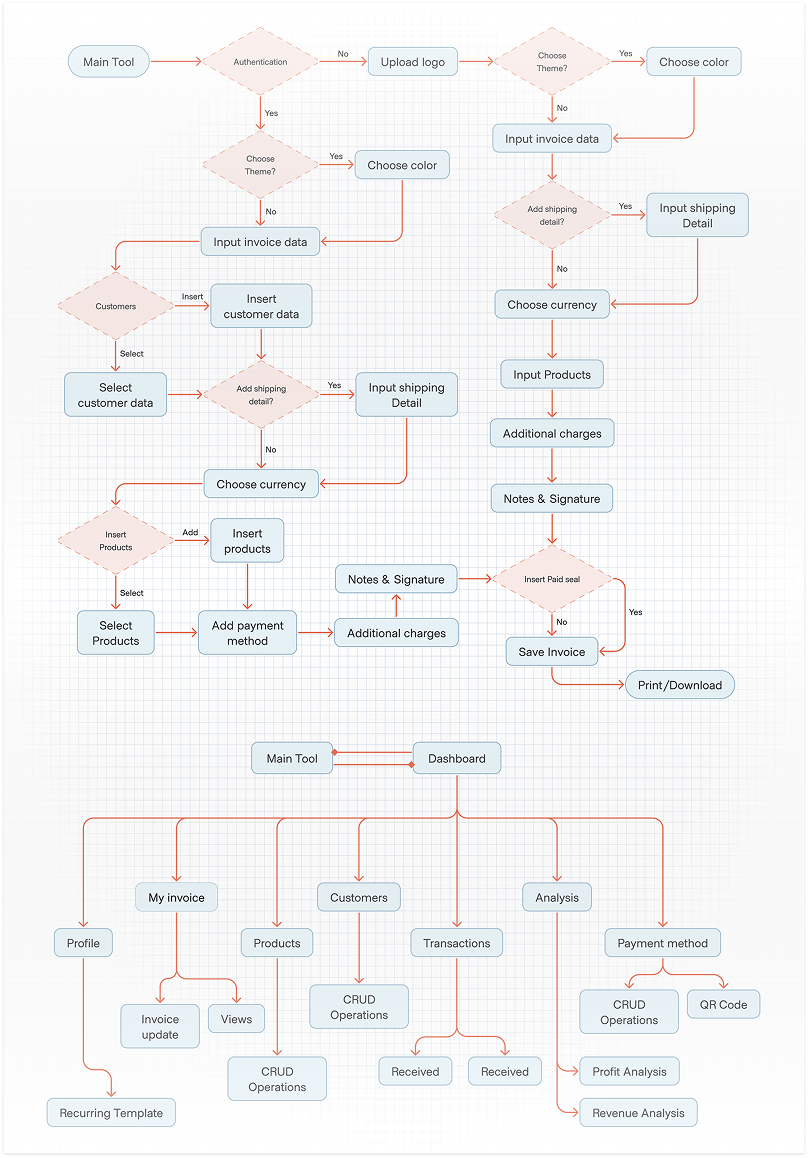 Main Tool
Authentication
No
Upload logo
Choose
Theme?
Yes
Choose color
Yes
No
Input invoice data
Choose
Theme?
Yes
Choose color
No
Input invoice data
Add shipping
detail?
Yes
Input shipping
Detail
No
Choose currency
Customers
Insert
Insert
customer data
Select
Select
customer data
Add shipping
detail?
Yes
Input shipping
Detail
No
Choose currency
Input Products
Additional charges
Notes & Signature
Insert
Products
Add
Insert
products
Select
Select
Products
Add payment
method
Additional charges
Notes & Signature
Insert Paid seal
Yes
No
Save Invoice
Print/Download
Main Tool
Dashboard
My invoice
Customers
Analysis
Profile
Products
Transactions
Payment method
Invoice
update
Views
CRUD
Operations
CRUD
Operations
QR Code
CRUD
Operations
Received
Received
Profit Analysis
Recurring Template
Revenue Analysis